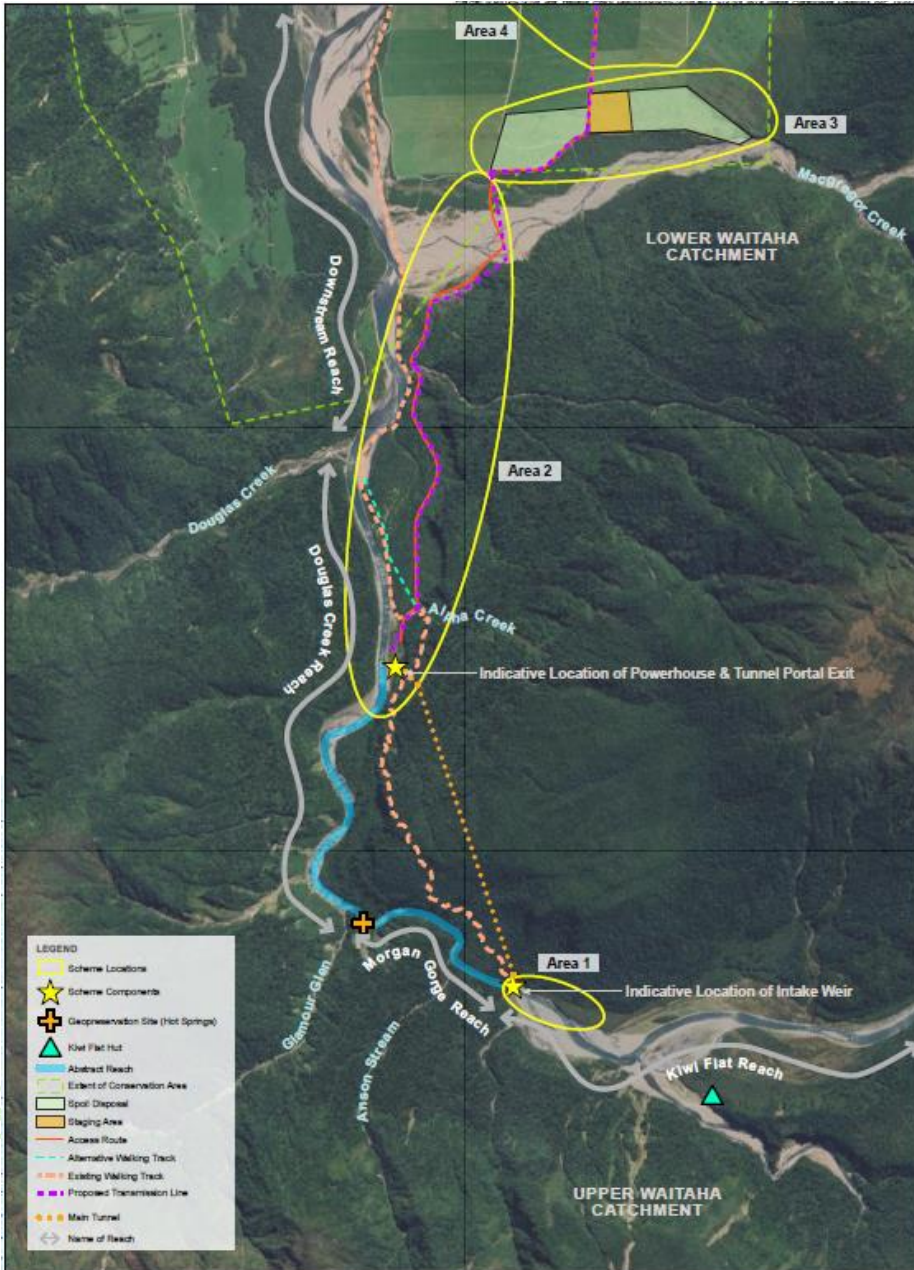 Area 4
Area 3
MacGregor Creek
LOWER WAITAHA
CATCHMENT
Downstream Reach
Area 2
Douglas Creek
Douglas Creek Reach
Alpha Creek
Indicative Location of Powerhouse & Tunnel Portal Exit
Area 1
Morgan Gorge Reach
Indicative Location of Intake Weir
Glamour Glen
Anson Stream
Kiwi Flat Reach
UPPER WAITAHA
CATCHMENT
LEGEND
Scheme Locations
Scheme Components
Geopreservation Site (Hot Springs)
Kiwi Flat Hut
Abstract Reach
Extent of Conservation Area
Spoil Disposal
Staging Area
Access Route
Alternative Walking Track
Existing Walking Track
Proposed Transmission Line
Main Tunnel
Name of Reach